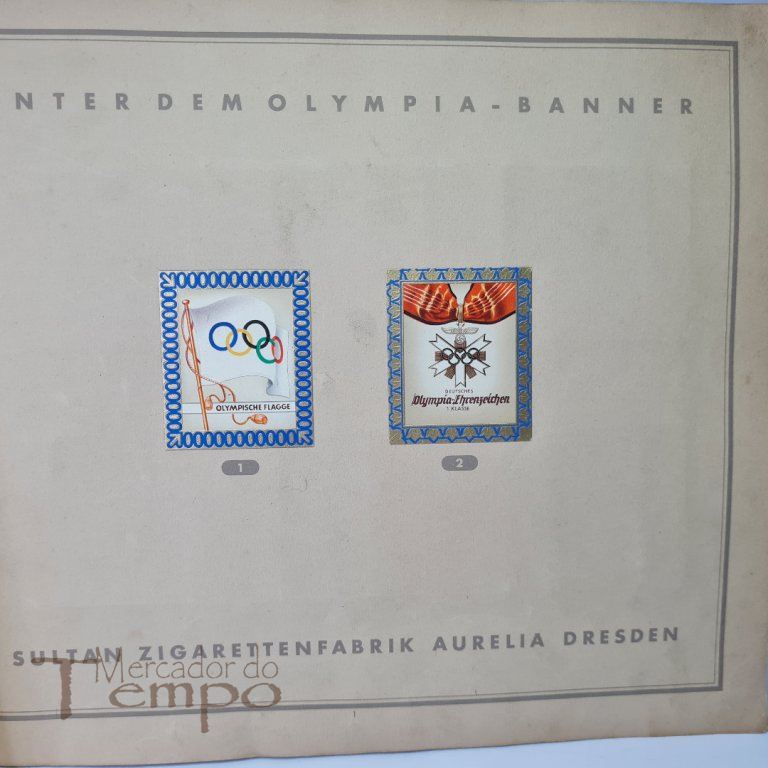 NTER DEM OLYMPIA-BANNER
OLYMPISCHE FLAGGE
DEUTSCHES
Olympia-Ehrenzeichen
1. KLASSE
1
2
SULTAN ZIGARETTENFABRIK AURELIA DRESDEN
Mercador do
Tempo